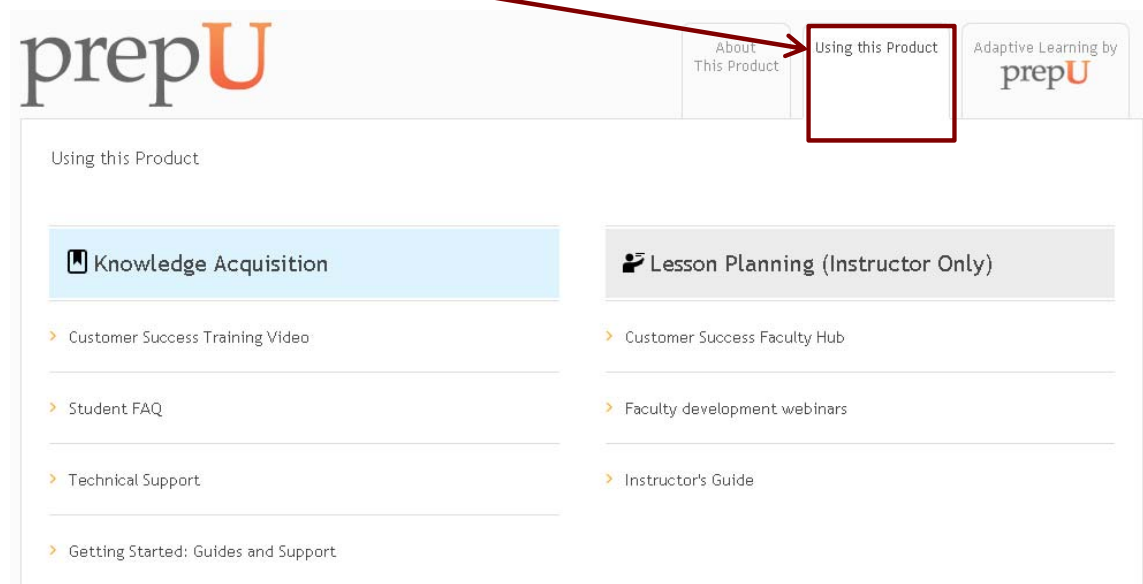 prepU
About
This Product
Using this Product
Adaptive Learning by
prepU
Using this Product
Knowledge Acquisition
Customer Success Training Video
Student FAQ
Technical Support
Getting Started: Guides and Support
Lesson Planning (Instructor Only)
Customer Success Faculty Hub
Faculty development webinars
Instructor's Guide